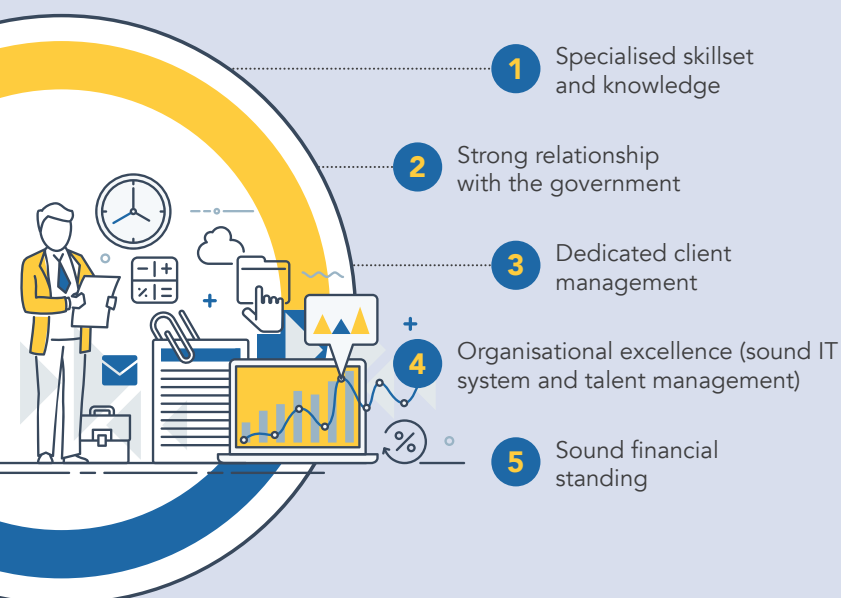 1
Specialised skillset
and knowledge
2
Strong relationship
with the government
3
Dedicated client
management
4
Organisational excellence (sound IT
system and talent management)
5
Sound financial
standing